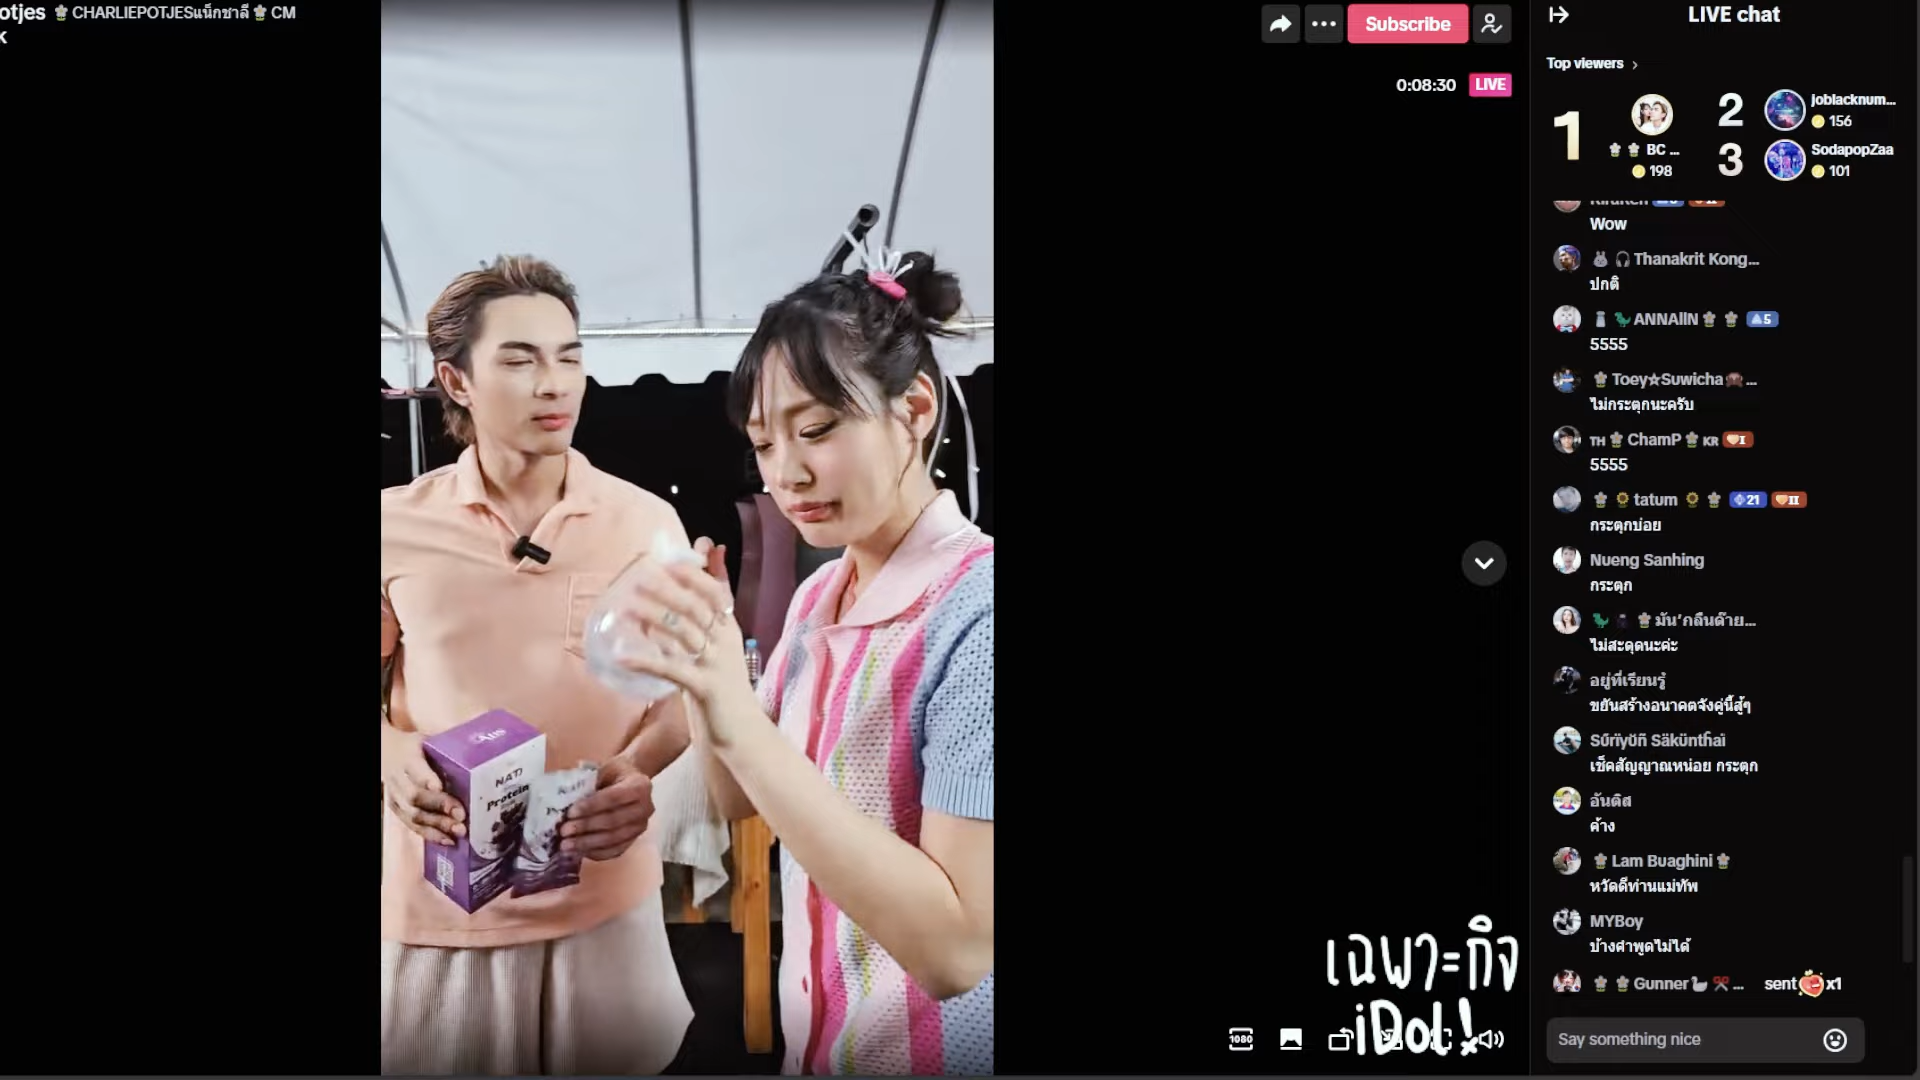 otjes CHARLIEPOTJESแน็กชาลี CM
k
Subscribe
0:08:30 LIVE
LIVE chat
Top viewers
1
BC ...
198
2
joblacknum...
156
3
SodapopZaa
101
Wow
Thanakrit Kong...
ปกติ
ANNAllN 5
5555
Toey☆Suwicha ...
ไม่กระตุกนะครับ
TH ChamP KR I
5555
tatum 21 II
กระตุกบ่อย
Nueng Sanhing
กระตุก
มัน'กลืนด๊าย...
ไม่สะดุดนะค่ะ
อยู่ที่เรียนรู้
ขยันสร้างอนาคตจังคู่นี้สู้ๆ
เช็คสัญญาณหน่อย กระตุก
อันดิส
ค้าง
Lam Buaghini
หวัดดีท่านแม่ทัพ
MYBoy
บ้างคำพูดไม่ได้
Gunner ... sent x1
Say something nice
NATI
Protein
เฉพาะกิจ
iDol!
1080